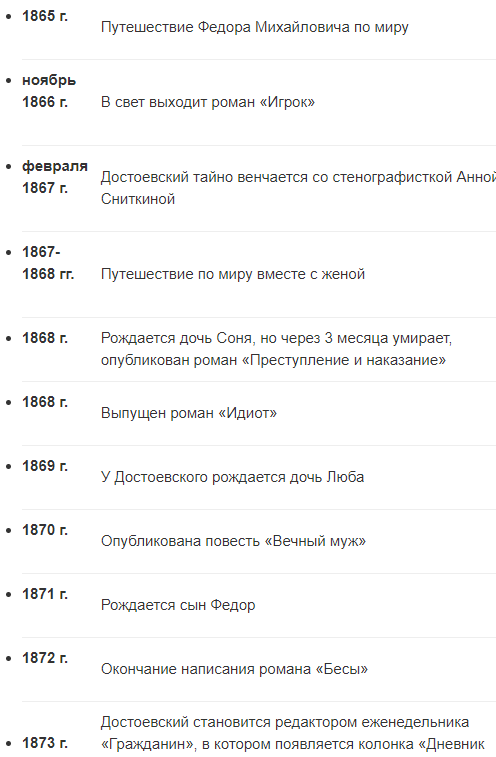 1865 г.
Путешествие Федора Михайловича по миру
ноябрь
1866 г.
В свет выходит роман «Игрок»
февраля
1867 г.
Достоевский тайно венчается со стенографисткой Анной
Сниткиной
1867-
1868 гг.
Путешествие по миру вместе с женой
1868 г.
Рождается дочь Соня, но через 3 месяца умирает,
опубликован роман «Преступление и наказание»
1868 г.
Выпущен роман «Идиот»
1869 г.
У Достоевского рождается дочь Люба
1870 г.
Опубликована повесть «Вечный муж»
1871 г.
Рождается сын Федор
1872 г.
Окончание написания романа «Бесы»
1873 г.
Достоевский становится редактором еженедельника
«Гражданин», в котором появляется колонка «Дневник